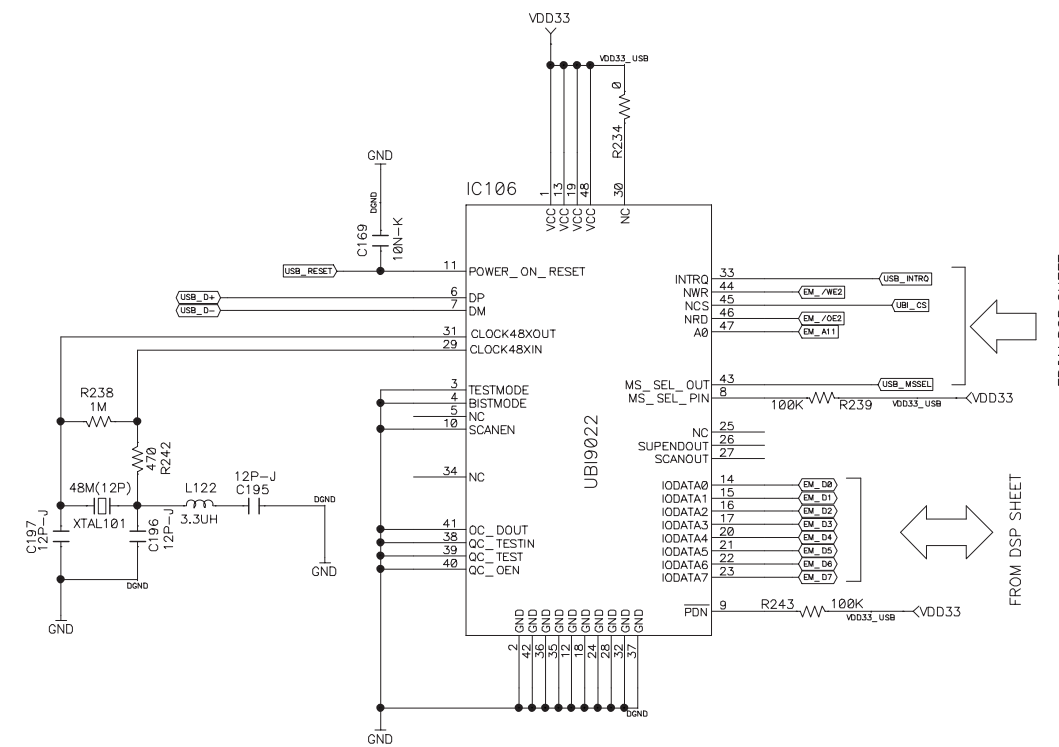 VDD33
VDD33_USB
R234 0
GND
DGND
C169
10N-K
IC106
1 13 19 48 30
VCC VCC VCC VCC NC
USB_RESET 11 POWER_ON_RESET
USB_D+ 6 DP
USB_D- 7 DM
31 CLOCK48XOUT
29 CLOCK48XIN
3 TESTMODE
4 BISTMODE
5 NC
10 SCANEN
34 NC
41 OC_DOUT
38 QC_TESTIN
39 QC_TEST
40 QC_OEN
UBI9022
INTRQ 33 USB_INTRQ
NWR 44 EM_/WE2
NCS 45 UBI_CS
NRD 46 EM_/OE2
A0 47 EM_A11
MS_SEL_OUT 43 USB_MSSEL
MS_SEL_PIN 8 100K R239 VDD33_USB VDD33
NC 25
SUPENDOUT 26
SCANOUT 27
IODATA0 14 EM_D0
IODATA1 15 EM_D1
IODATA2 16 EM_D2
IODATA3 17 EM_D3
IODATA4 20 EM_D4
IODATA5 21 EM_D5
IODATA6 22 EM_D6
IODATA7 23 EM_D7
FROM DSP SHEET
PDN 9 R243 100K VDD33_USB VDD33
R238
1M
470
R242
48M(12P)
XTAL101
L122
3.3UH
12P-J
C195
DGND
GND
C197
12P-J
C196
12P-J
DGND
GND
GND GND GND GND GND GND GND GND GND GND
2 42 36 35 12 18 24 28 32 37
DGND
GND